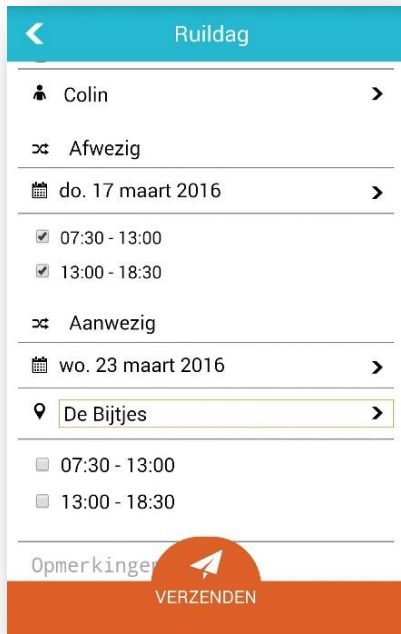 Ruildag
Colin
Afwezig
do. 17 maart 2016
07:30 - 13:00
13:00 - 18:30
Aanwezig
wo. 23 maart 2016
De Bijtjes
07:30 - 13:00
13:00 - 18:30
Opmerkingen
VERZENDEN